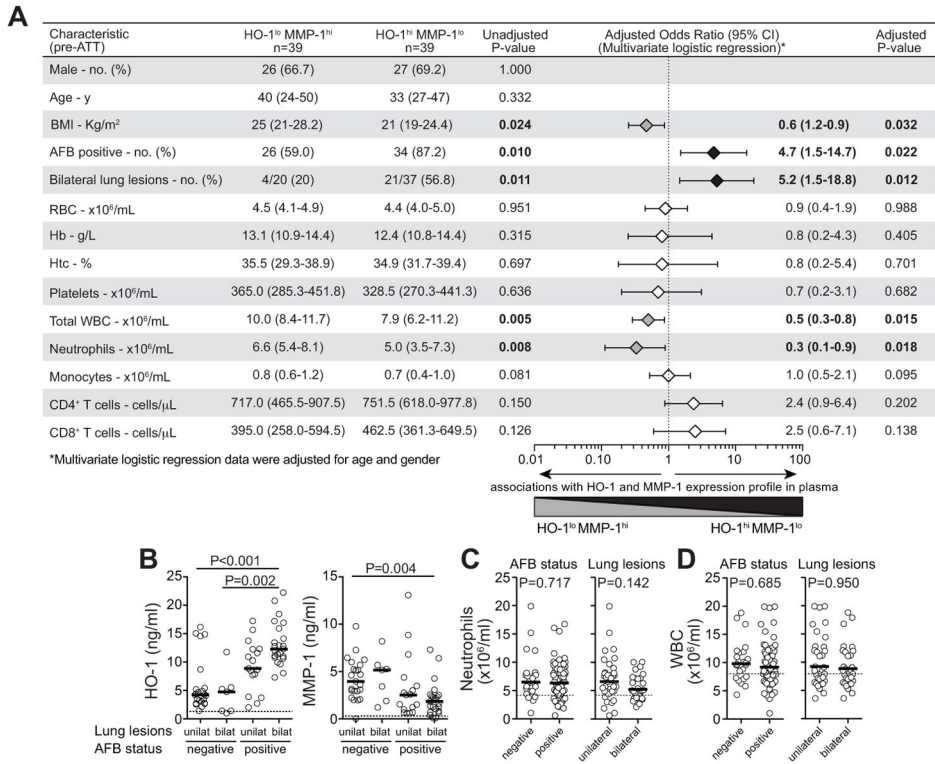 A
Characteristic (pre-ATT) HO-1lo MMP-1hi n=39 HO-1hi MMP-1lo n=39 Unadjusted P-value Adjusted Odds Ratio (95% CI) (Multivariate logistic regression)* Adjusted P-value
Male - no. (%) 26 (66.7) 27 (69.2) 1.000
Age - y 40 (24-50) 33 (27-47) 0.332
BMI - Kg/m² 25 (21-28.2) 21 (19-24.4) 0.024 0.6 (1.2-0.9) 0.032
AFB positive - no. (%) 26 (59.0) 34 (87.2) 0.010 4.7 (1.5-14.7) 0.022
Bilateral lung lesions - no. (%) 4/20 (20) 21/37 (56.8) 0.011 5.2 (1.5-18.8) 0.012
RBC - x10⁶/mL 4.5 (4.1-4.9) 4.4 (4.0-5.0) 0.951 0.9 (0.4-1.9) 0.988
Hb - g/L 13.1 (10.9-14.4) 12.4 (10.8-14.4) 0.315 0.8 (0.2-4.3) 0.405
Htc - % 35.5 (29.3-38.9) 34.9 (31.7-39.4) 0.697 0.8 (0.2-5.4) 0.701
Platelets - x10⁶/mL 365.0 (285.3-451.8) 328.5 (270.3-441.3) 0.636 0.7 (0.2-3.1) 0.682
Total WBC - x10⁶/mL 10.0 (8.4-11.7) 7.9 (6.2-11.2) 0.005 0.5 (0.3-0.8) 0.015
Neutrophils - x10⁶/mL 6.6 (5.4-8.1) 5.0 (3.5-7.3) 0.008 0.3 (0.1-0.9) 0.018
Monocytes - x10⁶/mL 0.8 (0.6-1.2) 0.7 (0.4-1.0) 0.081 1.0 (0.5-2.1) 0.095
CD4⁺ T cells - cells/µL 717.0 (465.5-907.5) 751.5 (618.0-977.8) 0.150 2.4 (0.9-6.4) 0.202
CD8⁺ T cells - cells/µL 395.0 (258.0-594.5) 462.5 (361.3-649.5) 0.126 2.5 (0.6-7.1) 0.138
*Multivariate logistic regression data were adjusted for age and gender
0.01 0.10 1 10 100
associations with HO-1 and MMP-1 expression profile in plasma
HO-1lo MMP-1hi HO-1hi MMP-1lo
B
P<0.001
P=0.002
HO-1 (ng/ml)
25
20
15
10
5
0
Lung lesions unilat bilat unilat bilat
AFB status negative positive
P=0.004
MMP-1 (ng/ml)
15
10
5
0
unilat bilat unilat bilat
negative positive
C
AFB status Lung lesions
P=0.717 P=0.142
Neutrophils (x10⁶/ml)
25
20
15
10
5
0
negative positive unilateral bilateral
D
AFB status Lung lesions
P=0.685 P=0.950
WBC (x10⁶/ml)
25
20
15
10
5
0
negative positive unilateral bilateral